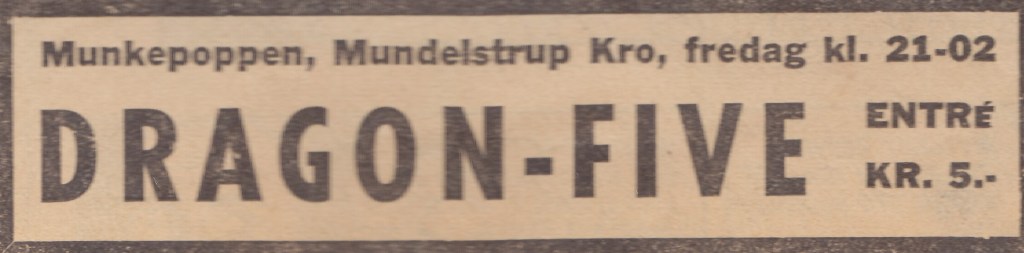 Munkepoppen, Mundelstrup Kro, fredag kl. 21-02
DRAGON-FIVE
ENTRÉ
KR. 5.-